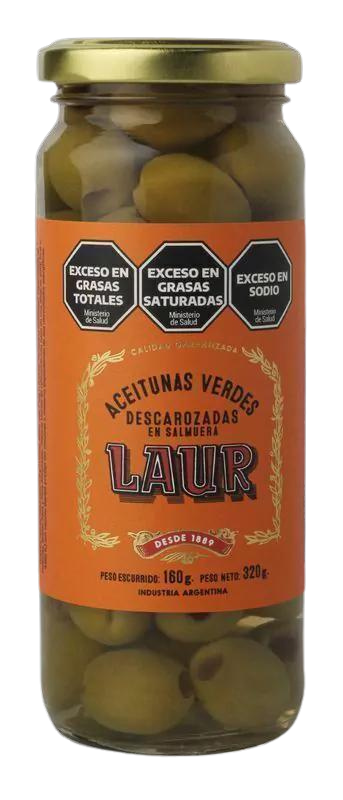 EXCESO EN
GRASAS
TOTALES
Ministerio
de Salud
EXCESO EN
GRASAS
SATURADAS
Ministerio
de Salud
EXCESO EN
SODIO
Ministerio
de Salud
CALIDAD GARANTIZADA
ACEITUNAS VERDES
DESCAROZADAS
EN SALMUERA
LAUR
DESDE 1889
PESO ESCURRIDO: 160g. PESO NETO: 320g.
INDUSTRIA ARGENTINA